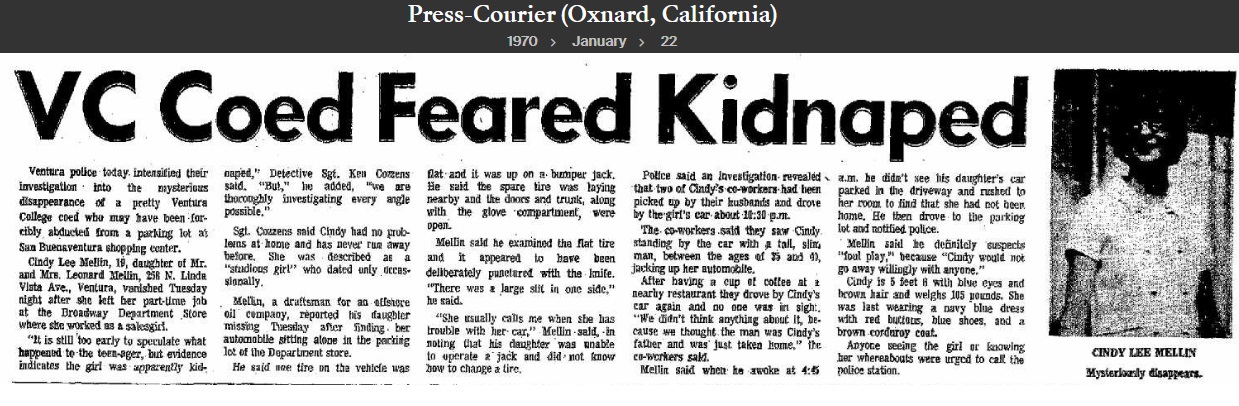 Press-Courier (Oxnard, California)
1970 > January > 22
VC Coed Feared Kidnaped
Ventura police today intensified their
investigation into the mysterious
disappearance of a pretty Ventura
College coed who may have been for-
cibly abducted from a parking lot at
San Buenaventura shopping center.
Cindy Lee Mellin, 19, daughter of Mr.
and Mrs. Leonard Mellin, 258 N. Linda
Vista Ave., Ventura, vanished Tuesday
night after she left her part-time job
at the Broadway Department Store
where she worked as a salesgirl.
"It is still too early to speculate what
happened to the teen-ager, but evidence
indicates the girl was apparently kid-
naped," Detective Sgt. Ken Cozzens
said. "But," he added, "we are
thoroughly investigating every angle
possible."
Sgt. Cozzens said Cindy had no prob-
lems at home and has never run away
before. She was described as a
"studious girl" who dated only occas-
sionally.
Mellin, a draftsman for an offshore
oil company, reported his daughter
missing Tuesday after finding her
automobile sitting alone in the parking
lot of the Department store.
He said one tire on the vehicle was
flat and it was up on a bumper jack.
He said the spare tire was laying
nearby and the doors and trunk, along
with the glove compartment, were
open.
Mellin said he examined the flat tire
and it appeared to have been
deliberately punctured with the knife.
"There was a large slit in one side,"
he said.
"She usually calls me when she has
trouble with her car," Mellin said, in
noting that his daughter was unable
to operate a jack and did not know
how to change a tire.
Police said an investigation revealed
that two of Cindy's co-workers had been
picked up by their husbands and drove
by the girl's car about 10:30 p.m.
The co-workers said they saw Cindy
standing by the car with a tall, slim
man, between the ages of 35 and 40,
jacking up her automobile.
After having a cup of coffee at a
nearby restaurant they drove by Cindy's
car again and no one was in sight.
"We didn't think anything about it, be-
cause we thought the man was Cindy's
father and was just taken home," the
co-workers said.
Mellin said when he awoke at 4:45
a.m. he didn't see his daughter's car
parked in the driveway and rushed to
her room to find that she had not been
home. He then drove to the parking
lot and notified police.
Mellin said he definitely suspects
"foul play," because "Cindy would not
go away willingly with anyone."
Cindy is 5 feet 8 with blue eyes and
brown hair and weighs 105 pounds. She
was last wearing a navy blue dress
with red buttons, blue shoes, and a
brown corduroy coat.
Anyone seeing the girl or knowing
her whereabouts were urged to call the
police station.
CINDY LEE MELLIN
Mysteriously disappears.